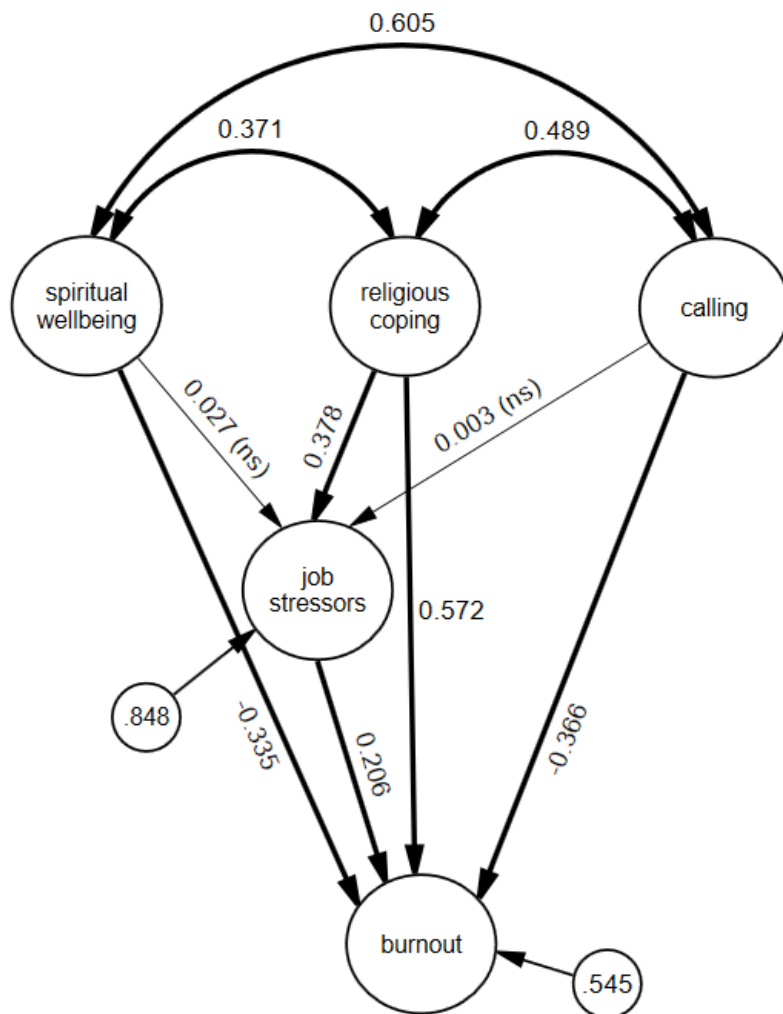 0.605
0.371
0.489
spiritual
wellbeing
religious
coping
calling
0.027 (ns)
0.378
0.003 (ns)
job
stressors
0.572
.848
-0.335
0.206
-0.366
burnout
.545